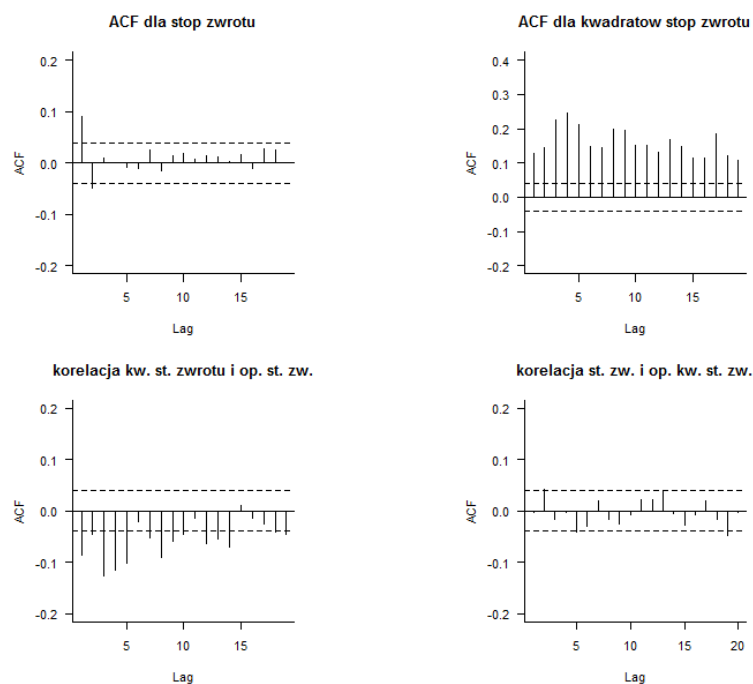 ACF dla stop zwrotu
ACF
0.2
0.1
0.0
-0.1
-0.2
5
10
15
Lag
ACF dla kwadratow stop zwrotu
ACF
0.4
0.3
0.2
0.1
0.0
-0.1
-0.2
5
10
15
Lag
korelacja kw. st. zwrotu i op. st. zw.
ACF
0.2
0.1
0.0
-0.1
-0.2
5
10
15
Lag
korelacja st. zw. i op. kw. st. zw.
ACF
0.2
0.1
0.0
-0.1
-0.2
5
10
15
20
Lag